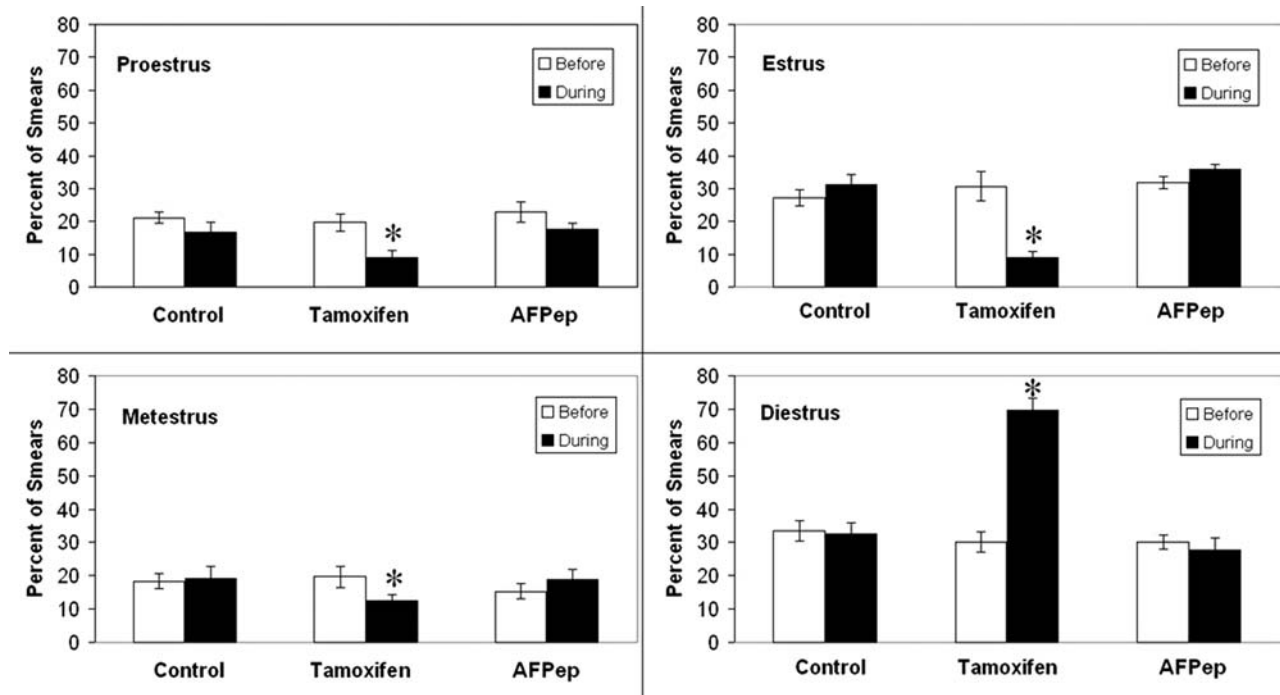 80
70
60
50
40
30
20
10
0
Percent of Smears
Proestrus
Before
During
*
Control Tamoxifen AFPep
80
70
60
50
40
30
20
10
0
Percent of Smears
Estrus
Before
During
*
Control Tamoxifen AFPep
80
70
60
50
40
30
20
10
0
Percent of Smears
Metestrus
Before
During
*
Control Tamoxifen AFPep
80
70
60
50
40
30
20
10
0
Percent of Smears
Diestrus
Before
During
*
Control Tamoxifen AFPep